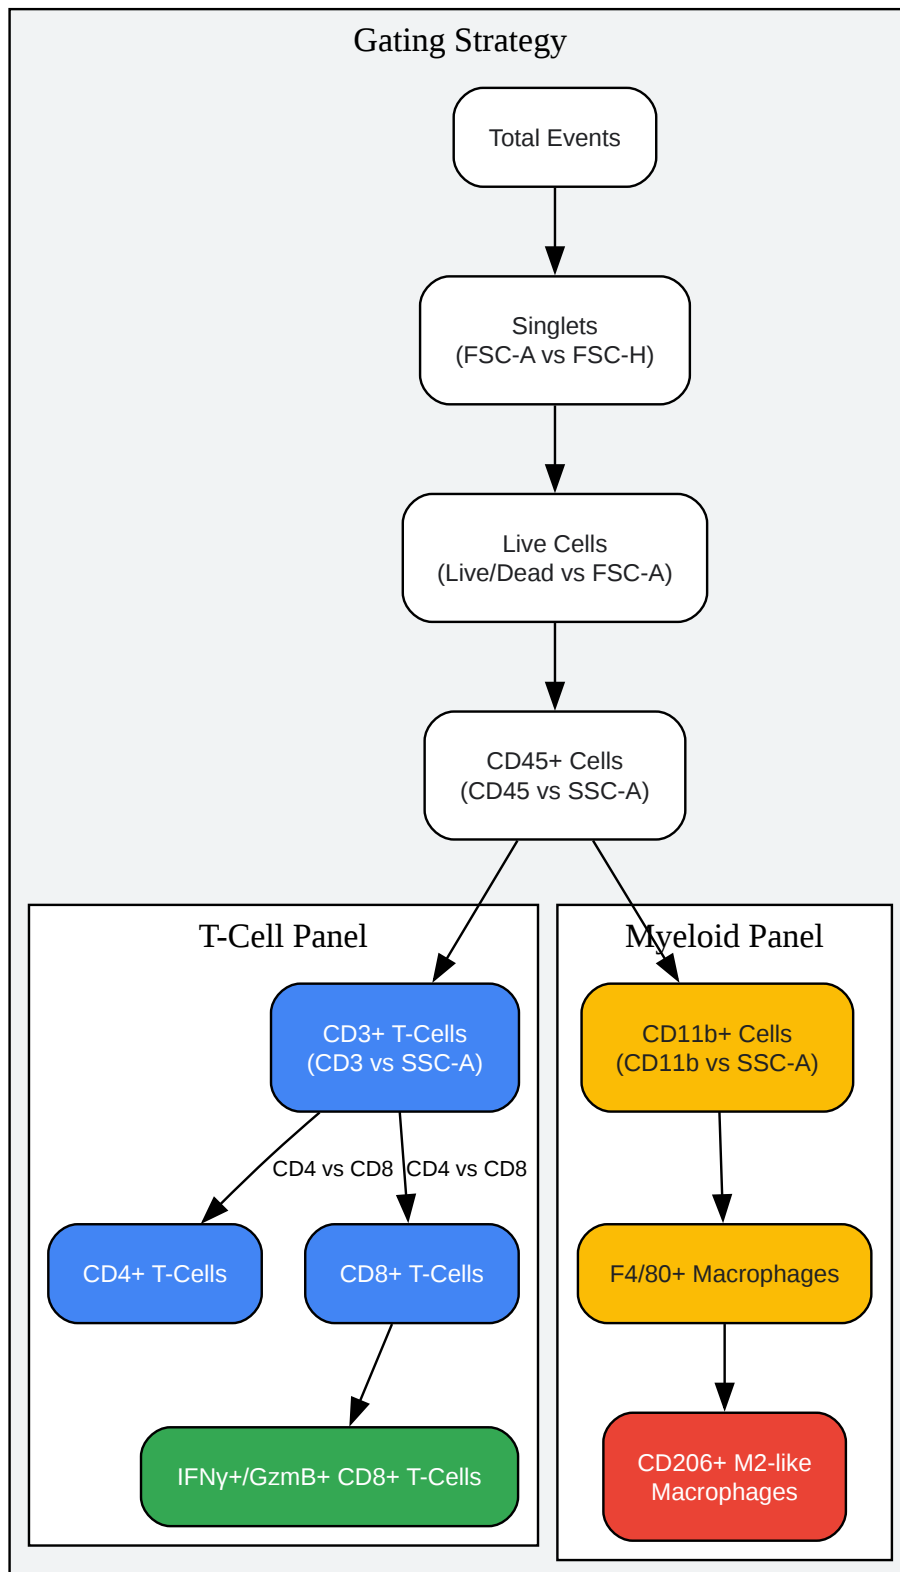 Gating Strategy
Total Events
Singlets
(FSC-A vs FSC-H)
Live Cells
(Live/Dead vs FSC-A)
CD45+ Cells
(CD45 vs SSC-A)
T-Cell Panel
CD3+ T-Cells
(CD3 vs SSC-A)
CD4 vs CD8
CD4 vs CD8
CD4+ T-Cells
CD8+ T-Cells
IFNγ+/GzmB+ CD8+ T-Cells
Myeloid Panel
CD11b+ Cells
(CD11b vs SSC-A)
F4/80+ Macrophages
CD206+ M2-like
Macrophages